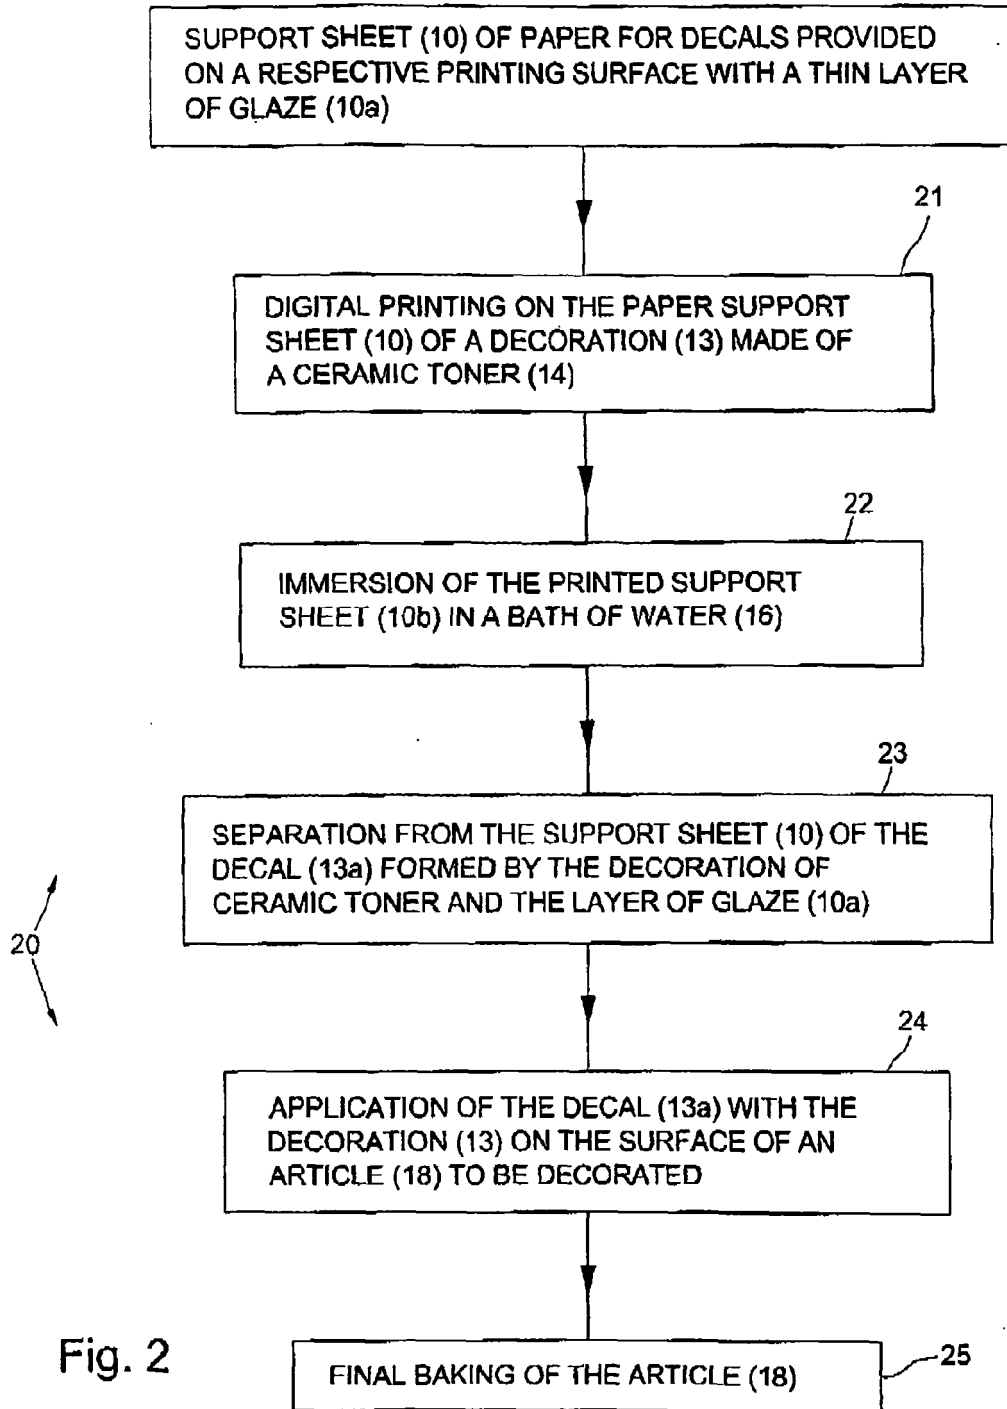 SUPPORT SHEET (10) OF PAPER FOR DECALS PROVIDED
ON A RESPECTIVE PRINTING SURFACE WITH A THIN LAYER
OF GLAZE (10a)
21
DIGITAL PRINTING ON THE PAPER SUPPORT
SHEET (10) OF A DECORATION (13) MADE OF
A CERAMIC TONER (14)
22
IMMERSION OF THE PRINTED SUPPORT
SHEET (10b) IN A BATH OF WATER (16)
23
SEPARATION FROM THE SUPPORT SHEET (10) OF THE
DECAL (13a) FORMED BY THE DECORATION OF
CERAMIC TONER AND THE LAYER OF GLAZE (10a)
20
24
APPLICATION OF THE DECAL (13a) WITH THE
DECORATION (13) ON THE SURFACE OF AN
ARTICLE (18) TO BE DECORATED
Fig. 2
25
FINAL BAKING OF THE ARTICLE (18)